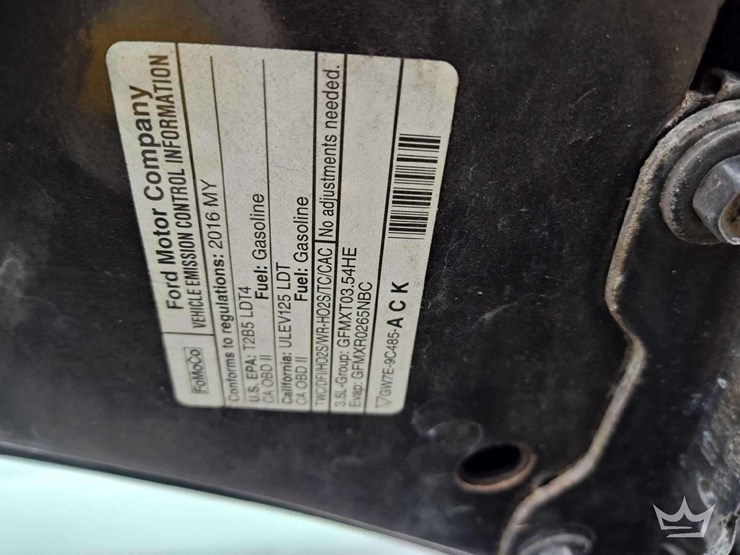 FoMoCo
Ford Motor Company
VEHICLE EMISSION CONTROL INFORMATION
Conforms to regulations: 2016 MY
U.S. EPA: T2B5 LDT4
CA OBD II Fuel: Gasoline
California: ULEV125 LDT
CA OBD II Fuel: Gasoline
TWC/DFI/HO2S/WR-HO2S/TC/CAC No adjustments needed.
3.5L-Group: GFMXT03.54HE
Evap: GFMXR0265NBC
GW7E-9C485-ACK